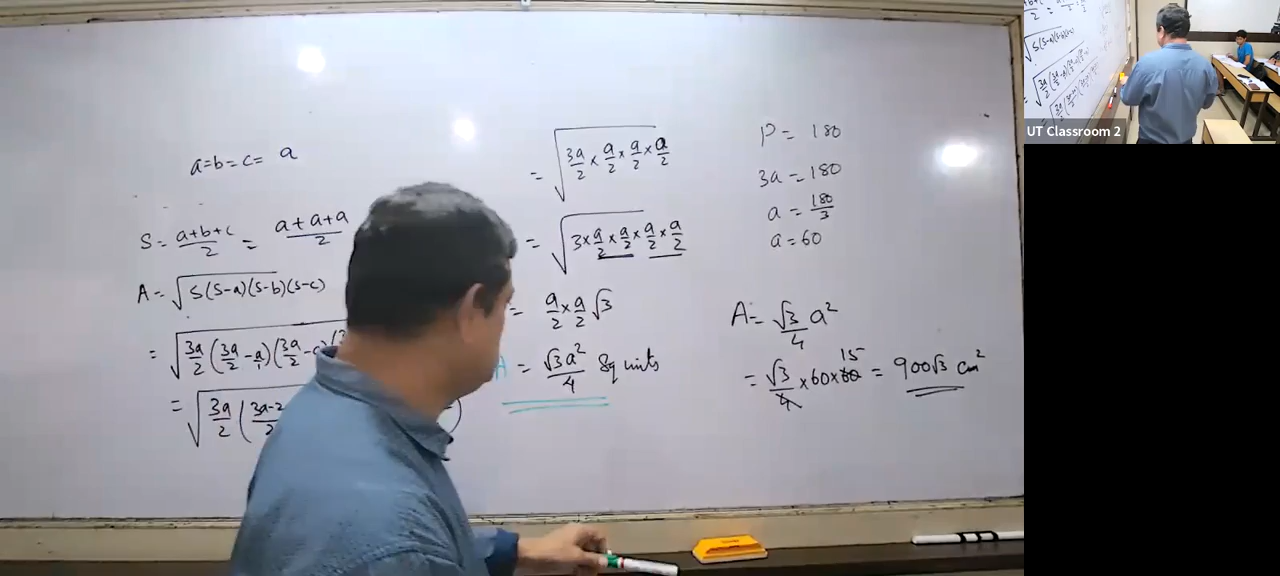 a=b=c= a
S = a+b+c/2 = a+a+a/2
A = √S(S-a)(S-b)(S-c)
= √3a/2 (3a/2 - a/1)(3a/2 - a)(
= √3a/2 (3a-2
= √3a/2 × a/2 × a/2 × a/2
= √3×a/2 × a/2 × a/2 × a/2
= a/2 × a/2 √3
A = √3a²/4 Sq units
P = 180
3a = 180
a = 180/3
a = 60
A = √3/4 a²
= √3/4 × 60 × 60 15 = 900√3 cm²
UT Classroom 2